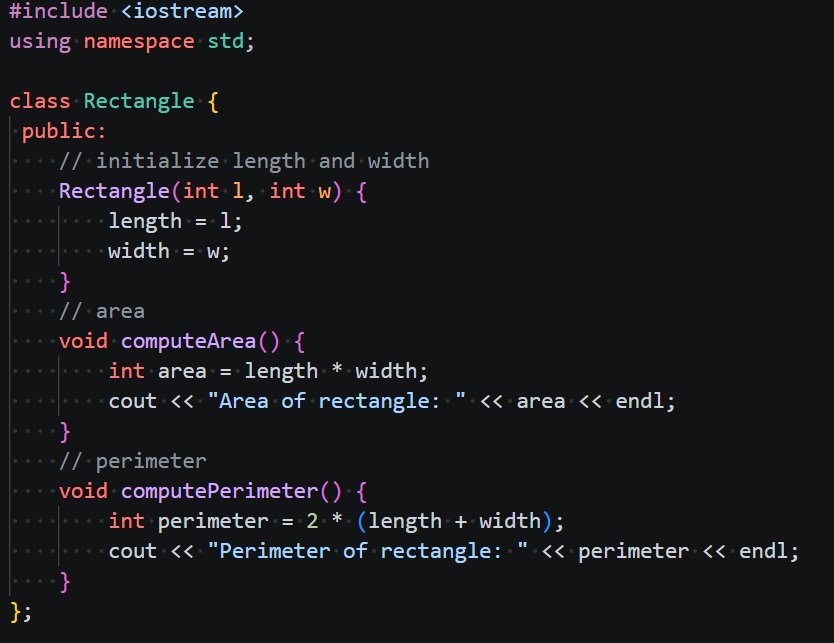 #include <iostream>
using namespace std;
class Rectangle {
public:
// initialize length and width
Rectangle(int l, int w) {
length = l;
width = w;
}
// area
void computeArea() {
int area = length * width;
cout << "Area of rectangle: " << area << endl;
}
// perimeter
void computePerimeter() {
int perimeter = 2 * (length + width);
cout << "Perimeter of rectangle: " << perimeter << endl;
}
};